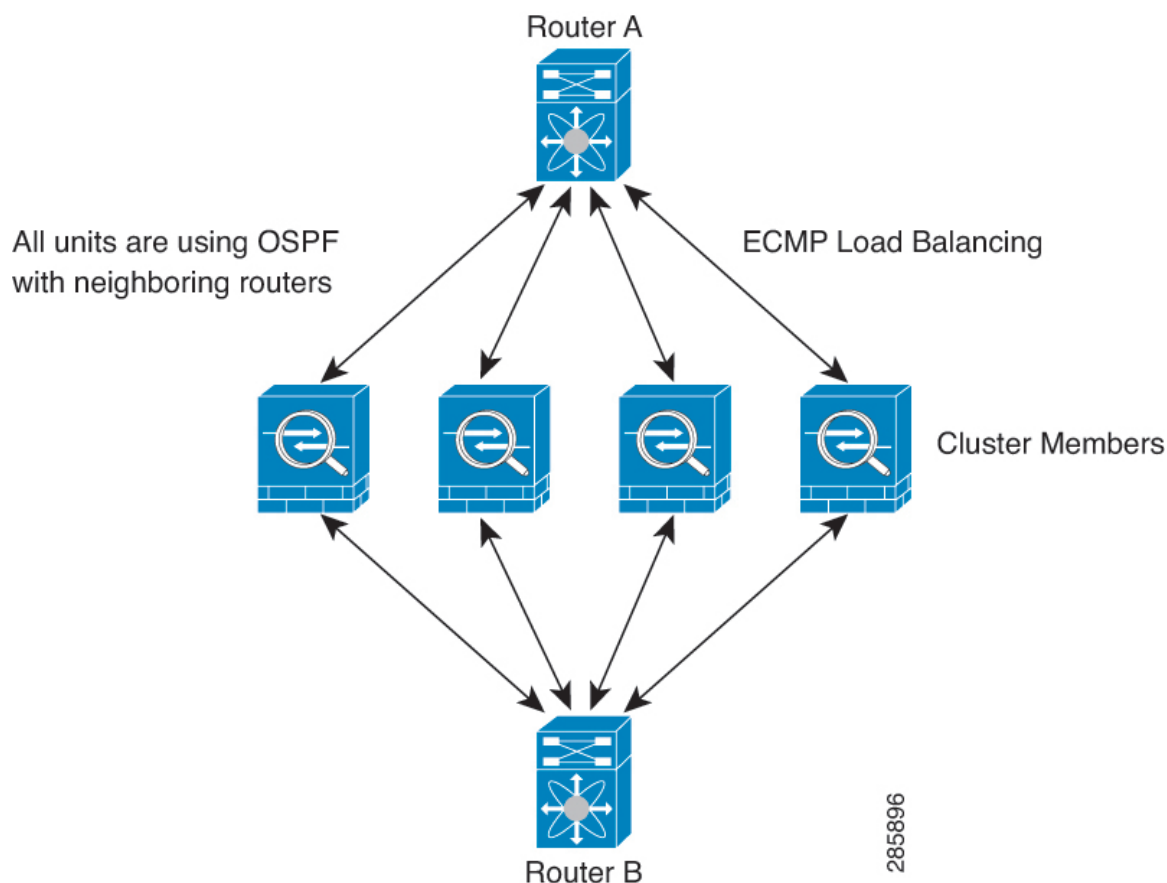 Router A
All units are using OSPF
with neighboring routers
ECMP Load Balancing
Cluster Members
285896
Router B